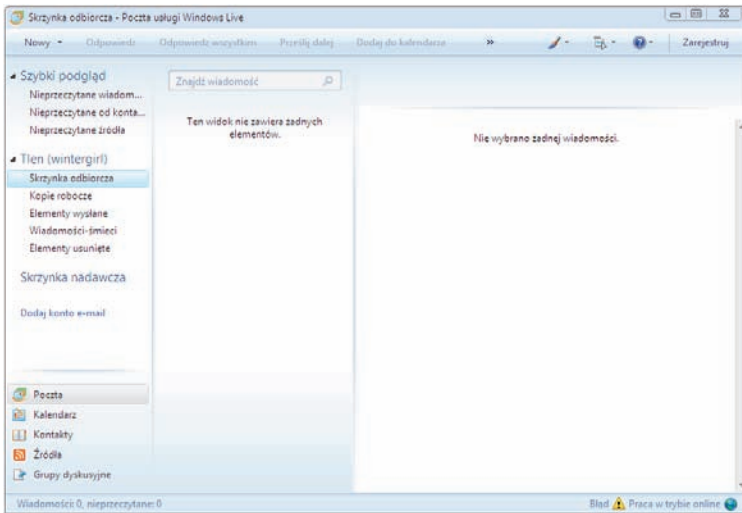 Skrzynka odbiorcza - Poczta usługi Windows Live
Nowy Odpowiedz Odpowiedz wszystkim Prześlij dalej Dodaj do kalendarza » Zarejestruj
Szybki podgląd
Nieprzeczytane wiadom...
Nieprzeczytane od konta...
Nieprzeczytane źródła
Tlen (wintergirl)
Skrzynka odbiorcza
Kopie robocze
Elementy wysłane
Wiadomości-śmieci
Elementy usunięte
Skrzynka nadawcza
Dodaj konto e-mail
Poczta
Kalendarz
Kontakty
Źródła
Grupy dyskusyjne
Znajdź wiadomość
Ten widok nie zawiera żadnych
elementów.
Nie wybrano żadnej wiadomości.
Wiadomości: 0, nieprzeczytane: 0
Błąd Praca w trybie online